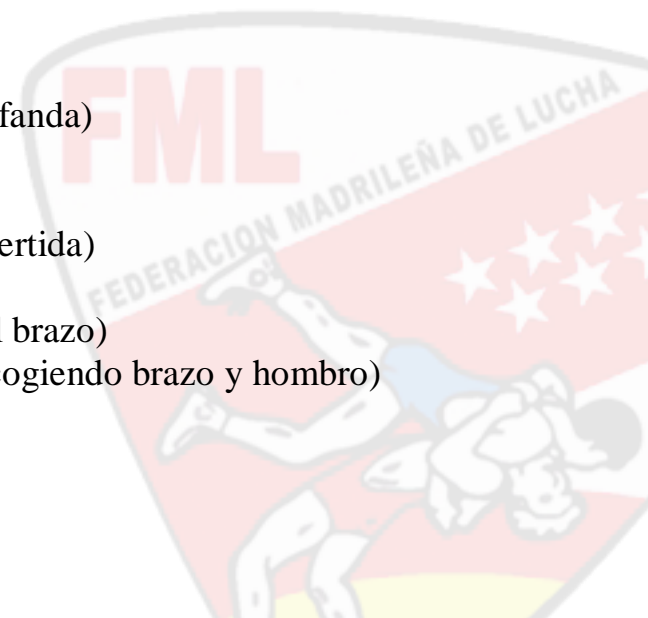 FML
fanda)
FEDERACION MADRILEÑA DE LUCHA
ertida)
brazo)
ogiendo brazo y hombro)